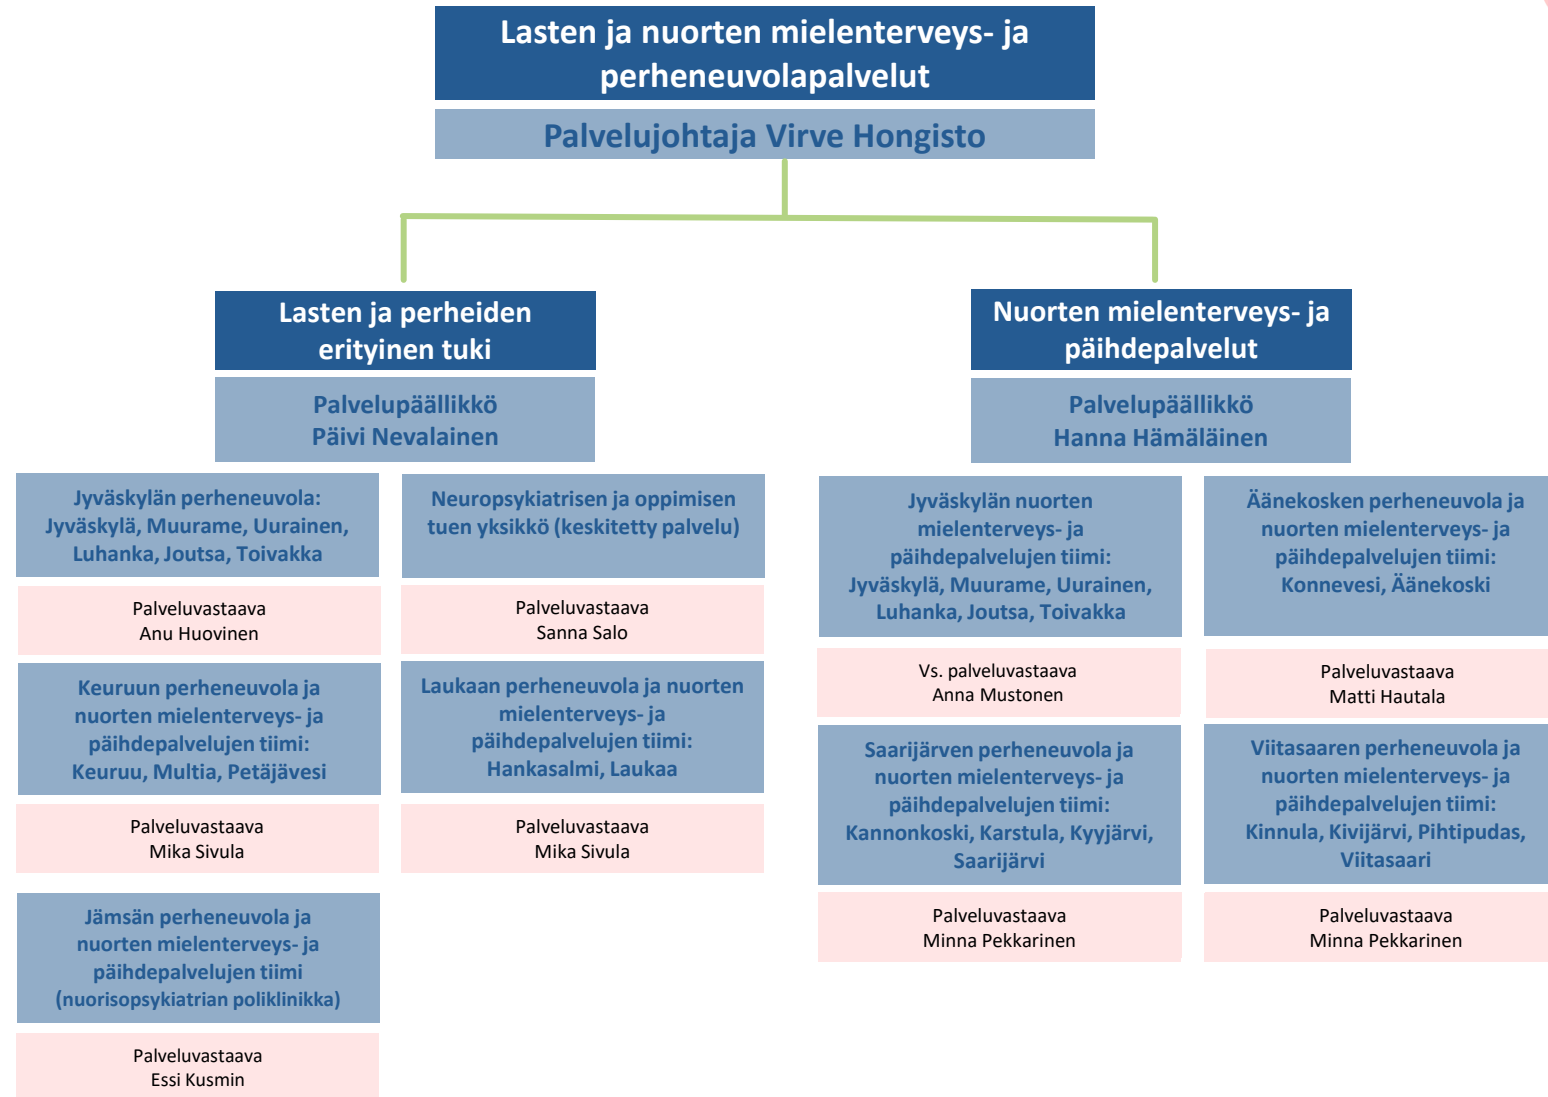 Lasten ja nuorten mielenterveys- ja
perheneuvolapalvelut
Palvelujohtaja Virve Hongisto
Lasten ja perheiden
erityinen tuki
Palvelupäällikkö
Päivi Nevalainen
Jyväskylän perheneuvola:
Jyväskylä, Muurame, Uurainen,
Luhanka, Joutsa, Toivakka
Palveluvastaava
Anu Huovinen
Neuropsykiatrisen ja oppimisen
tuen yksikkö (keskitetty palvelu)
Palveluvastaava
Sanna Salo
Keuruun perheneuvola ja
nuorten mielenterveys- ja
päihdepalvelujen tiimi:
Keuruu, Multia, Petäjävesi
Palveluvastaava
Mika Sivula
Laukaan perheneuvola ja nuorten
mielenterveys- ja
päihdepalvelujen tiimi:
Hankasalmi, Laukaa
Palveluvastaava
Mika Sivula
Jämsän perheneuvola ja
nuorten mielenterveys- ja
päihdepalvelujen tiimi
(nuorisopsykiatrian poliklinikka)
Palveluvastaava
Essi Kusmin
Nuorten mielenterveys- ja
päihdepalvelut
Palvelupäällikkö
Hanna Hämäläinen
Jyväskylän nuorten
mielenterveys- ja
päihdepalvelujen tiimi:
Jyväskylä, Muurame, Uurainen,
Luhanka, Joutsa, Toivakka
Vs. palveluvastaava
Anna Mustonen
Äänekosken perheneuvola ja
nuorten mielenterveys- ja
päihdepalvelujen tiimi:
Konnevesi, Äänekoski
Palveluvastaava
Matti Hautala
Saarijärven perheneuvola ja
nuorten mielenterveys- ja
päihdepalvelujen tiimi:
Kannonkoski, Karstula, Kyyjärvi,
Saarijärvi
Palveluvastaava
Minna Pekkarinen
Viitasaaren perheneuvola ja
nuorten mielenterveys- ja
päihdepalvelujen tiimi:
Kinnula, Kivijärvi, Pihtipudas,
Viitasaari
Palveluvastaava
Minna Pekkarinen